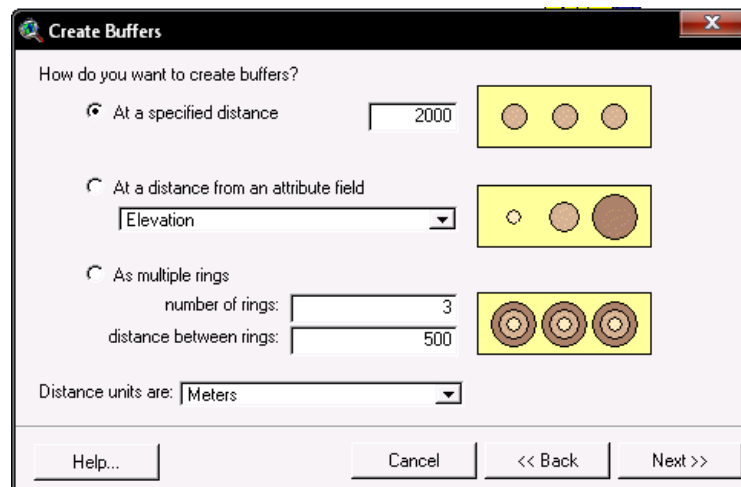 Create Buffers
X
How do you want to create buffers?
At a specified distance 2000
At a distance from an attribute field
Elevation
As multiple rings
number of rings: 3
distance between rings: 500
Distance units are: Meters
Help... Cancel << Back Next >>